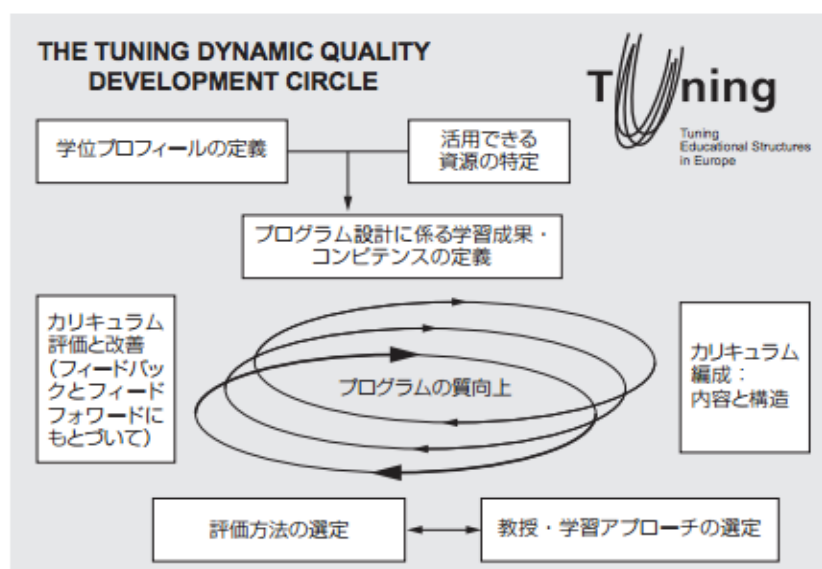 THE TUNING DYNAMIC QUALITY
DEVELOPMENT CIRCLE
Tuning
Tuning
Educational Structures
in Europe
学位プロフィールの定義
活用できる
資源の特定
プログラム設計に係る学習成果・
コンピテンスの定義
カリキュラム
評価と改善
(フィードバッ
クとフィード
フォワードに
もとづいて)
プログラムの質向上
カリキュラム
編成：
内容と構造
評価方法の選定
教授・学習アプローチの選定